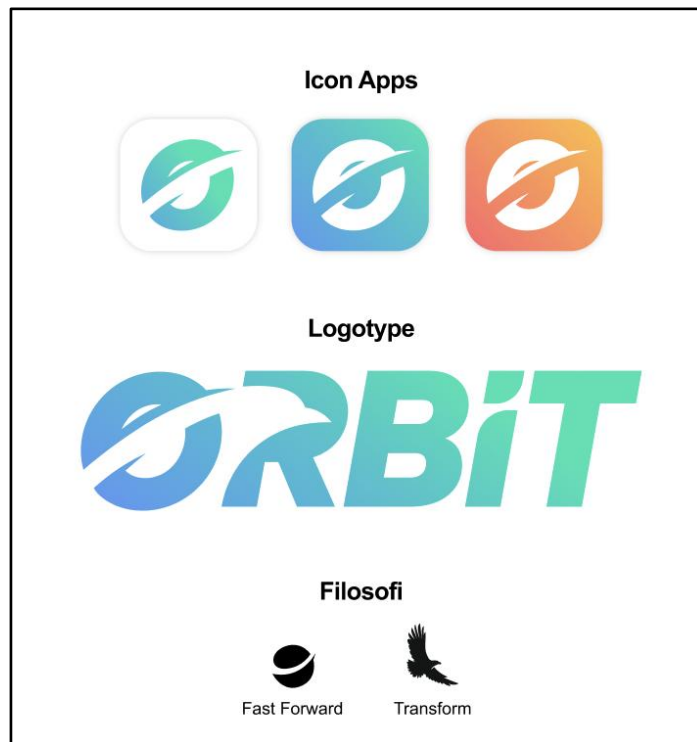 Icon Apps
Logotype
ORBiT
Filosofi
Fast Forward
Transform